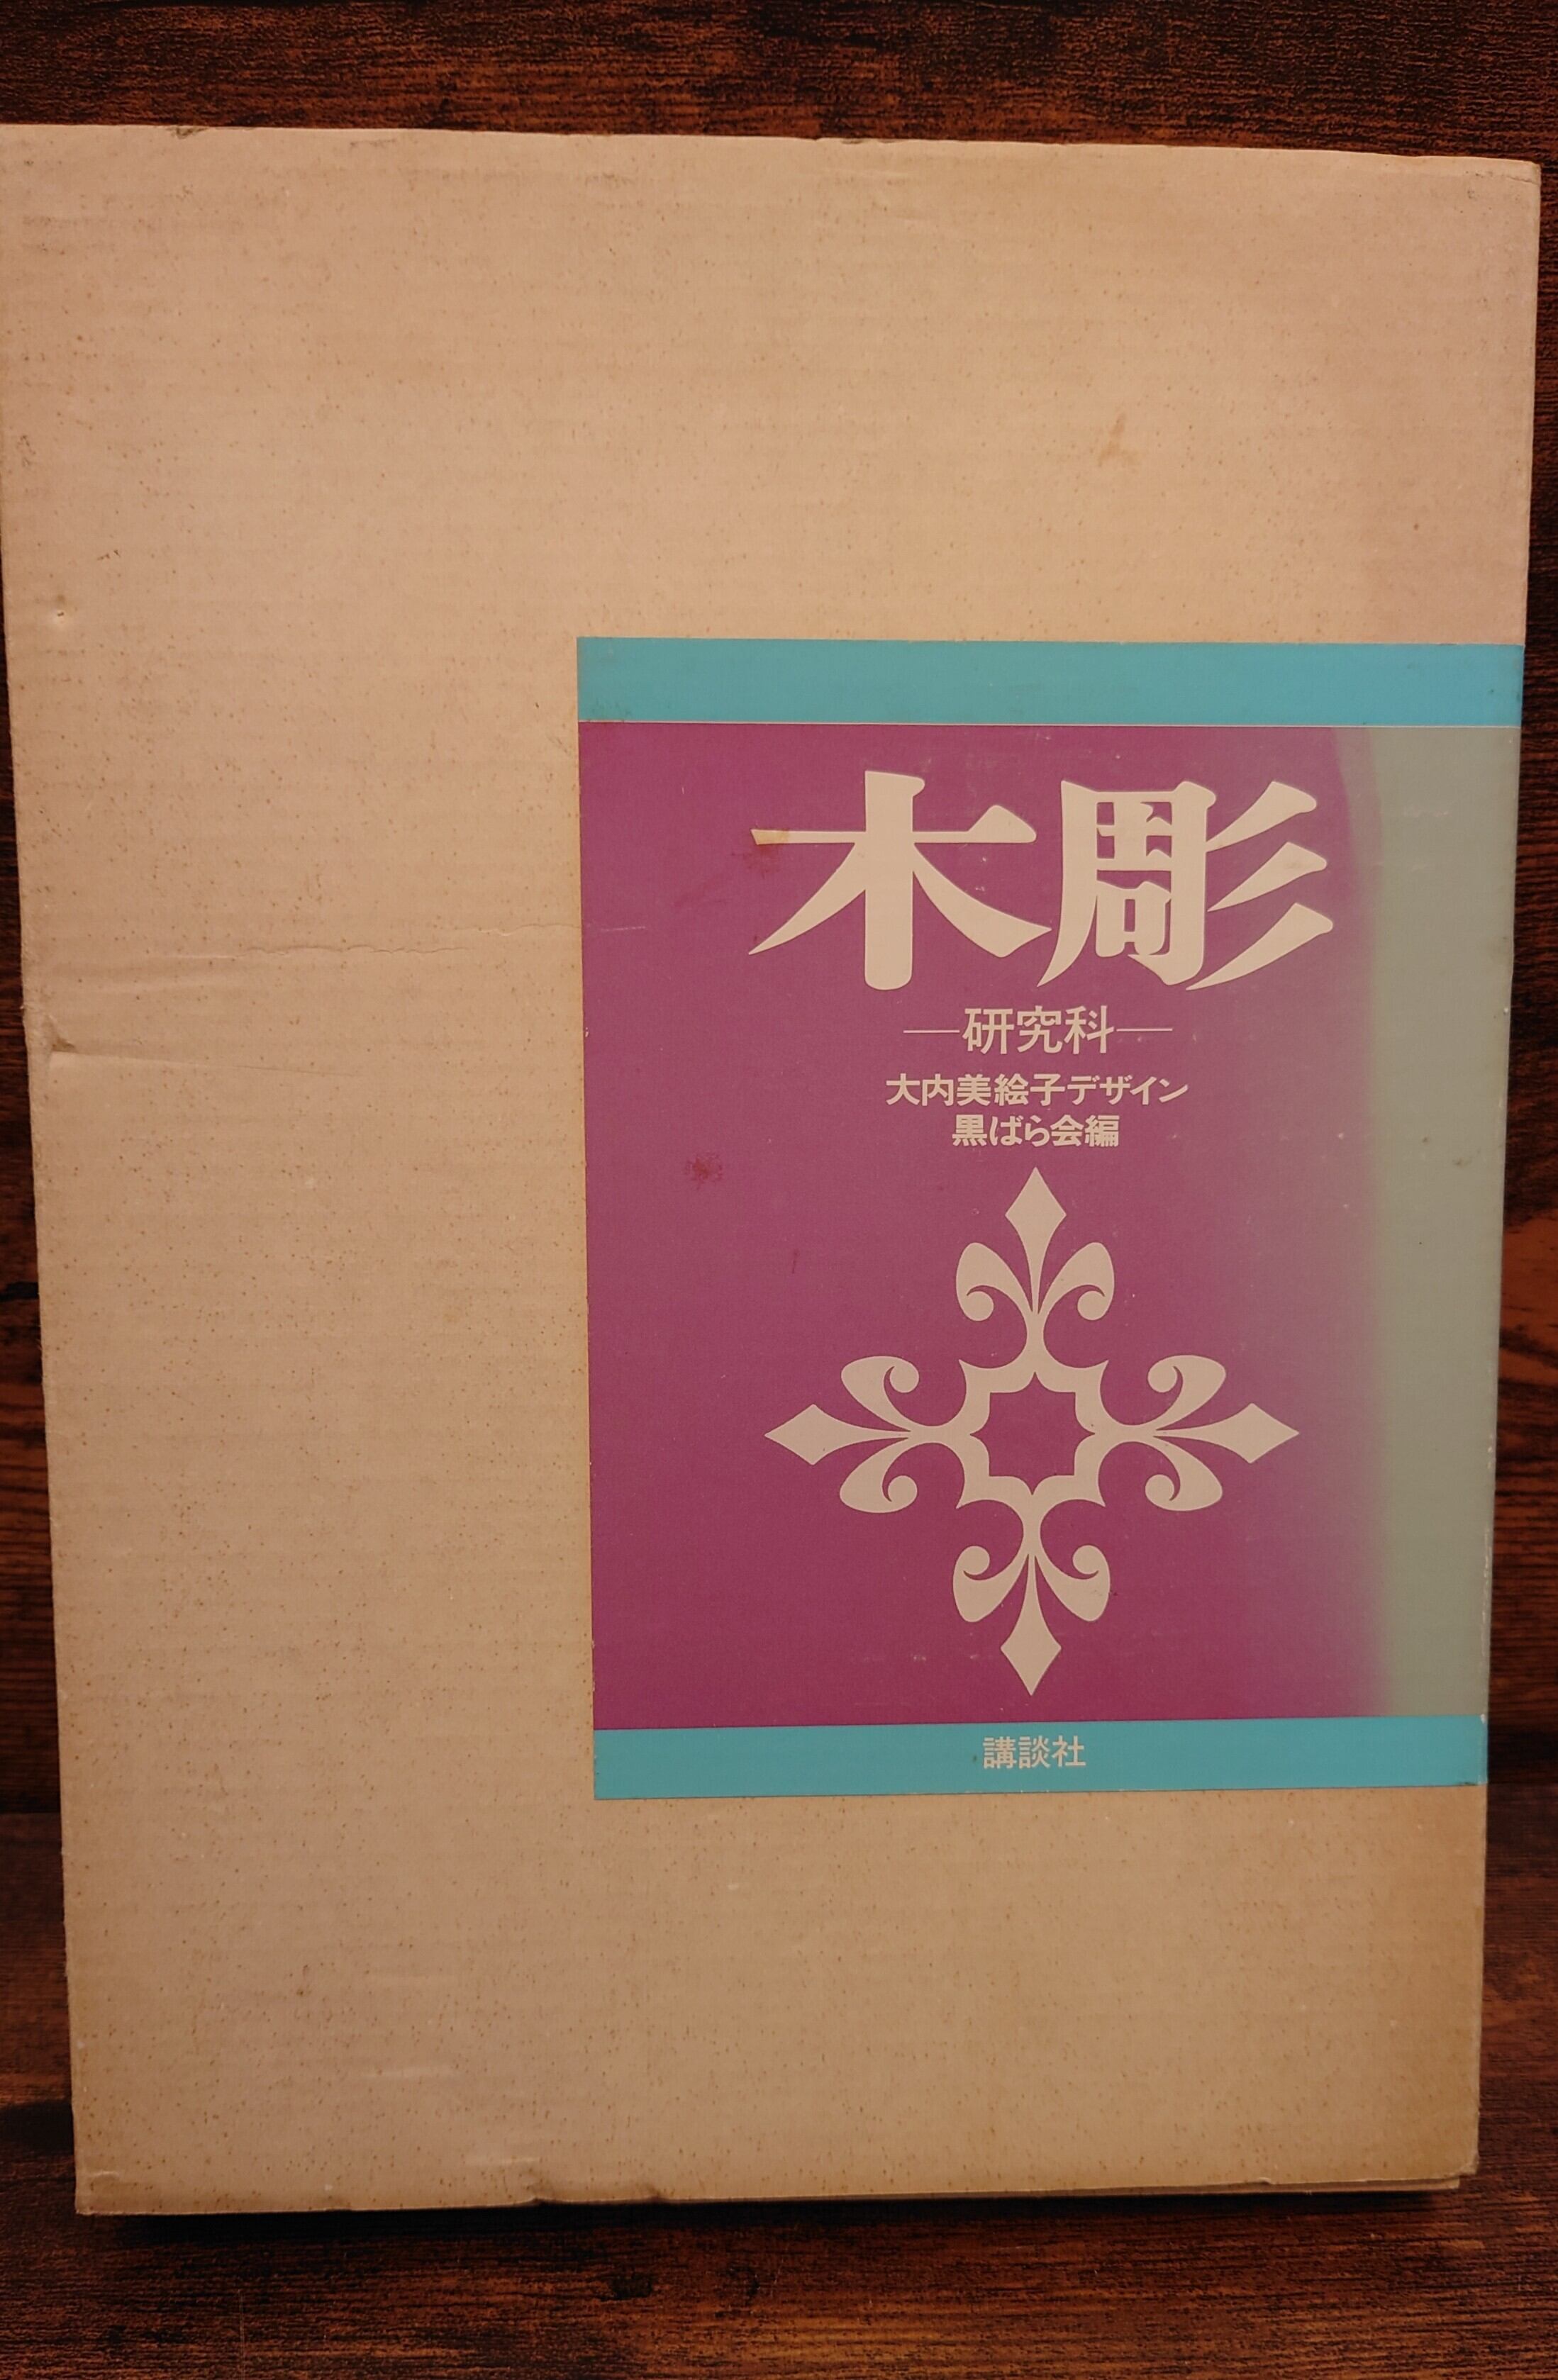 木彫
—研究科—
大内美絵子デザイン
黒ばら会編
講談社